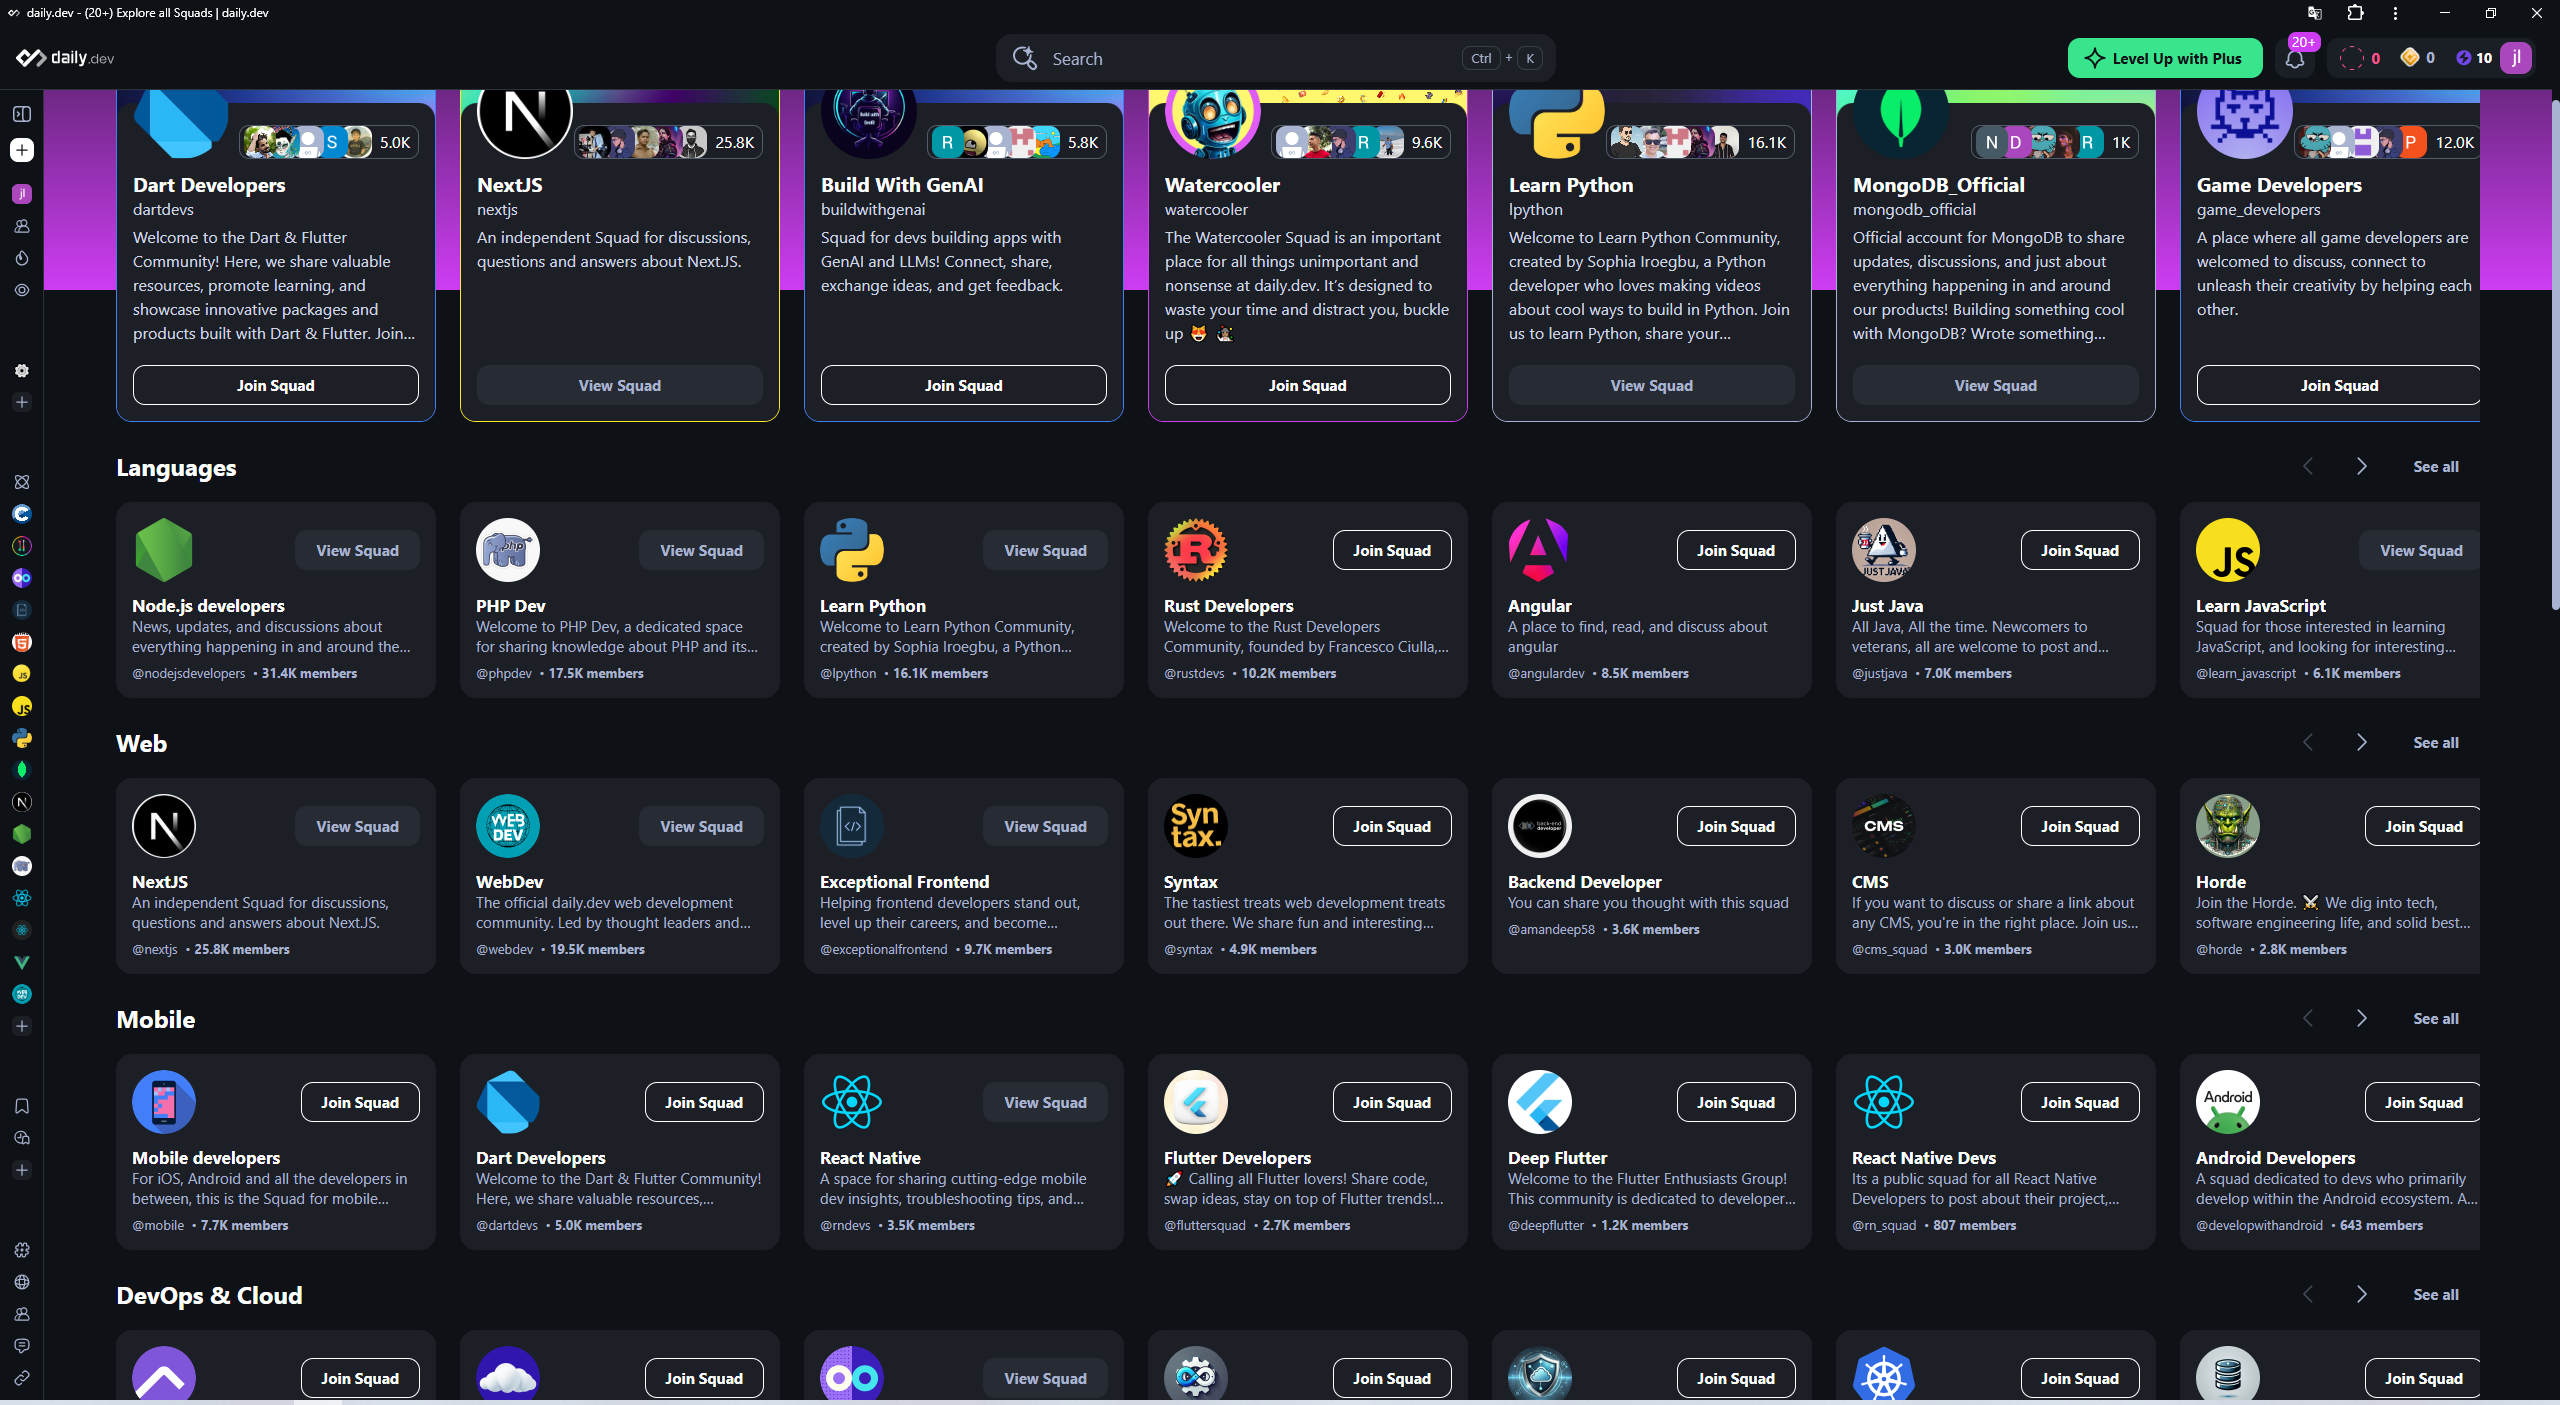 daily.dev - (20+) Explore all Squads | daily.dev
daily.dev
Search
Ctrl + K
Level Up with Plus
20+
0
0
10
jl
jl
5.0K
Dart Developers
dartdevs
Welcome to the Dart & Flutter
Community! Here, we share valuable
resources, promote learning, and
showcase innovative packages and
products built with Dart & Flutter. Join...
Join Squad
25.8K
NextJS
nextjs
An independent Squad for discussions,
questions and answers about NextJS.
View Squad
5.8K
Build With GenAI
buildwithgenai
Squad for devs building apps with
GenAI and LLMs! Connect, share,
exchange ideas, and get feedback.
Join Squad
9.6K
Watercooler
watercooler
The Watercooler Squad is an important
place for all things unimportant and
nonsense at daily.dev. It's designed to
waste your time and distract you, buckle
up 😻
Join Squad
16.1K
Learn Python
lpython
Welcome to Learn Python Community,
created by Sophia Iroegbu, a Python
developer who loves making videos
about cool ways to build in Python. Join
us to learn Python, share your...
View Squad
1K
MongoDB_Official
mongodb_official
Official account for MongoDB to share
updates, discussions, and just about
everything happening in and around
our products! Building something cool
with MongoDB? Wrote something...
View Squad
12.0K
Game Developers
game_developers
A place where all game developers are
welcomed to discuss, connect to
unleash their creativity by helping each
other.
Join Squad
Languages
See all
View Squad
Node.js developers
News, updates, and discussions about
everything happening in and around the...
@nodejsdevelopers • 31.4K members
php
View Squad
PHP Dev
Welcome to PHP Dev, a dedicated space
for sharing knowledge about PHP and its...
@phpdev • 17.5K members
View Squad
Learn Python
Welcome to Learn Python Community,
created by Sophia Iroegbu, a Python...
@lpython • 16.1K members
Join Squad
Rust Developers
Welcome to the Rust Developers
Community, founded by Francesco Ciulla,...
@rustdevs • 10.2K members
Join Squad
Angular
A place to find, read, and discuss about
angular
@angulardev • 8.5K members
JUST JAVA
Join Squad
Just Java
All Java, All the time. Newcomers to
veterans, all are welcome to post and...
@justjava • 7.0K members
JS
View Squad
Learn JavaScript
Squad for those interested in learning
JavaScript, and looking for interesting...
@learn_javascript • 6.1K members
Web
See all
View Squad
NextJS
An independent Squad for discussions,
questions and answers about NextJS.
@nextjs • 25.8K members
WEB
DEV
View Squad
WebDev
The official daily.dev web development
community. Led by thought leaders and...
@webdev • 19.5K members
View Squad
Exceptional Frontend
Helping frontend developers stand out,
level up their careers, and become...
@exceptionalfrontend • 9.7K members
Syn
tax.
Join Squad
Syntax
The tastiest treats web development treats
out there. We share fun and interesting...
@syntax • 4.9K members
back-end
developer
Join Squad
Backend Developer
You can share you thought with this squad
@amandeep58 • 3.6K members
CMS
Join Squad
CMS
If you want to discuss or share a link about
any CMS, you're in the right place. Join us...
@cms_squad • 3.0K members
Join Squad
Horde
Join the Horde. ⚔️ We dig into tech,
software engineering life, and solid best...
@horde • 2.8K members
Mobile
See all
Join Squad
Mobile developers
For iOS, Android and all the developers in
between, this is the Squad for mobile...
@mobile • 7.7K members
Join Squad
Dart Developers
Welcome to the Dart & Flutter Community!
Here, we share valuable resources,...
@dartdevs • 5.0K members
View Squad
React Native
A space for sharing cutting-edge mobile
dev insights, troubleshooting tips, and...
@rndevs • 3.5K members
Join Squad
Flutter Developers
🚀 Calling all Flutter lovers! Share code,
swap ideas, stay on top of Flutter trends!...
@fluttersquad • 2.7K members
Join Squad
Deep Flutter
Welcome to the Flutter Enthusiasts Group!
This community is dedicated to developer...
@deepflutter • 1.2K members
Join Squad
React Native Devs
Its a public squad for all React Native
Developers to post about their project,...
@rn_squad • 807 members
Android
Join Squad
Android Developers
A squad dedicated to devs who primarily
develop within the Android ecosystem. A...
@developwithandroid • 643 members
DevOps & Cloud
See all
Join Squad
Join Squad
View Squad
Join Squad
Join Squad
Join Squad
Join Squad